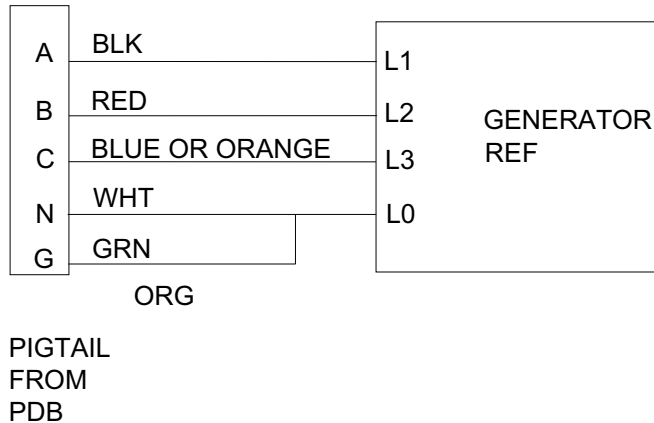 A BLK L1
B RED L2
C BLUE OR ORANGE L3
N WHT L0
G GRN
ORG
GENERATOR
REF
PIGTAIL
FROM
PDB